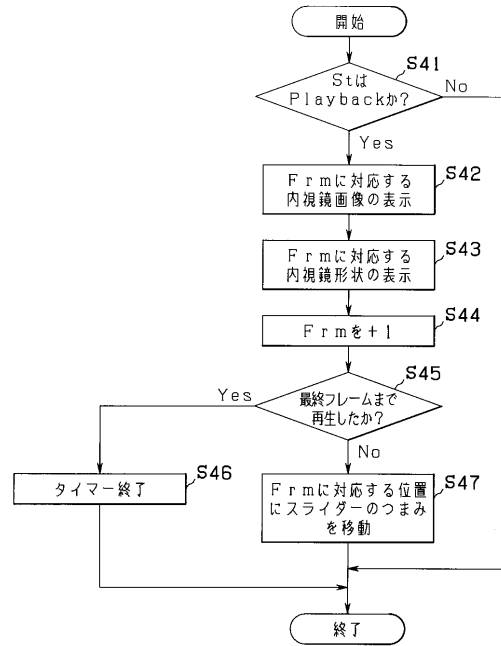 開始
S41
Stは
Playbackか?
No
Yes
S42
Frmに対応する
内視鏡画像の表示
S43
Frmに対応する
内視鏡形状の表示
S44
Frmを+1
S45
最終フレームまで
再生したか?
Yes
No
S46
タイマー終了
S47
Frmに対応する位置
にスライダーのつまみ
を移動
終了